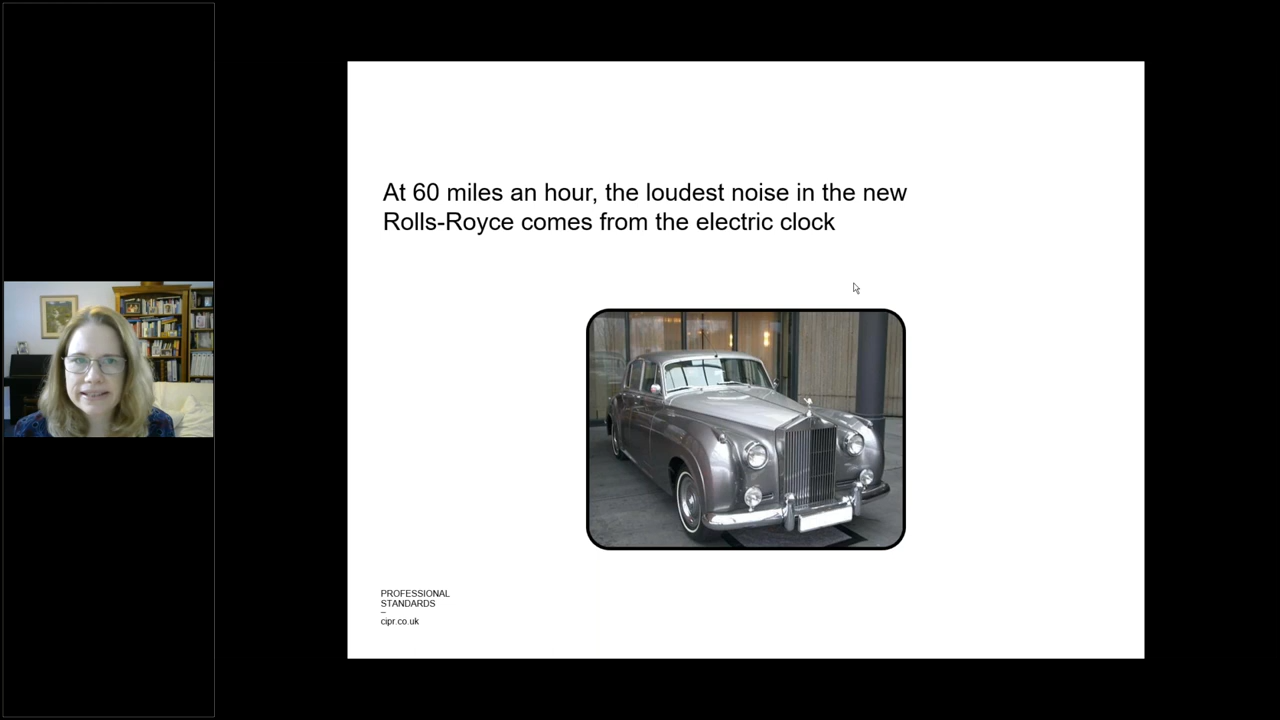 At 60 miles an hour, the loudest noise in the new
Rolls-Royce comes from the electric clock
PROFESSIONAL
STANDARDS
–
cipr.co.uk